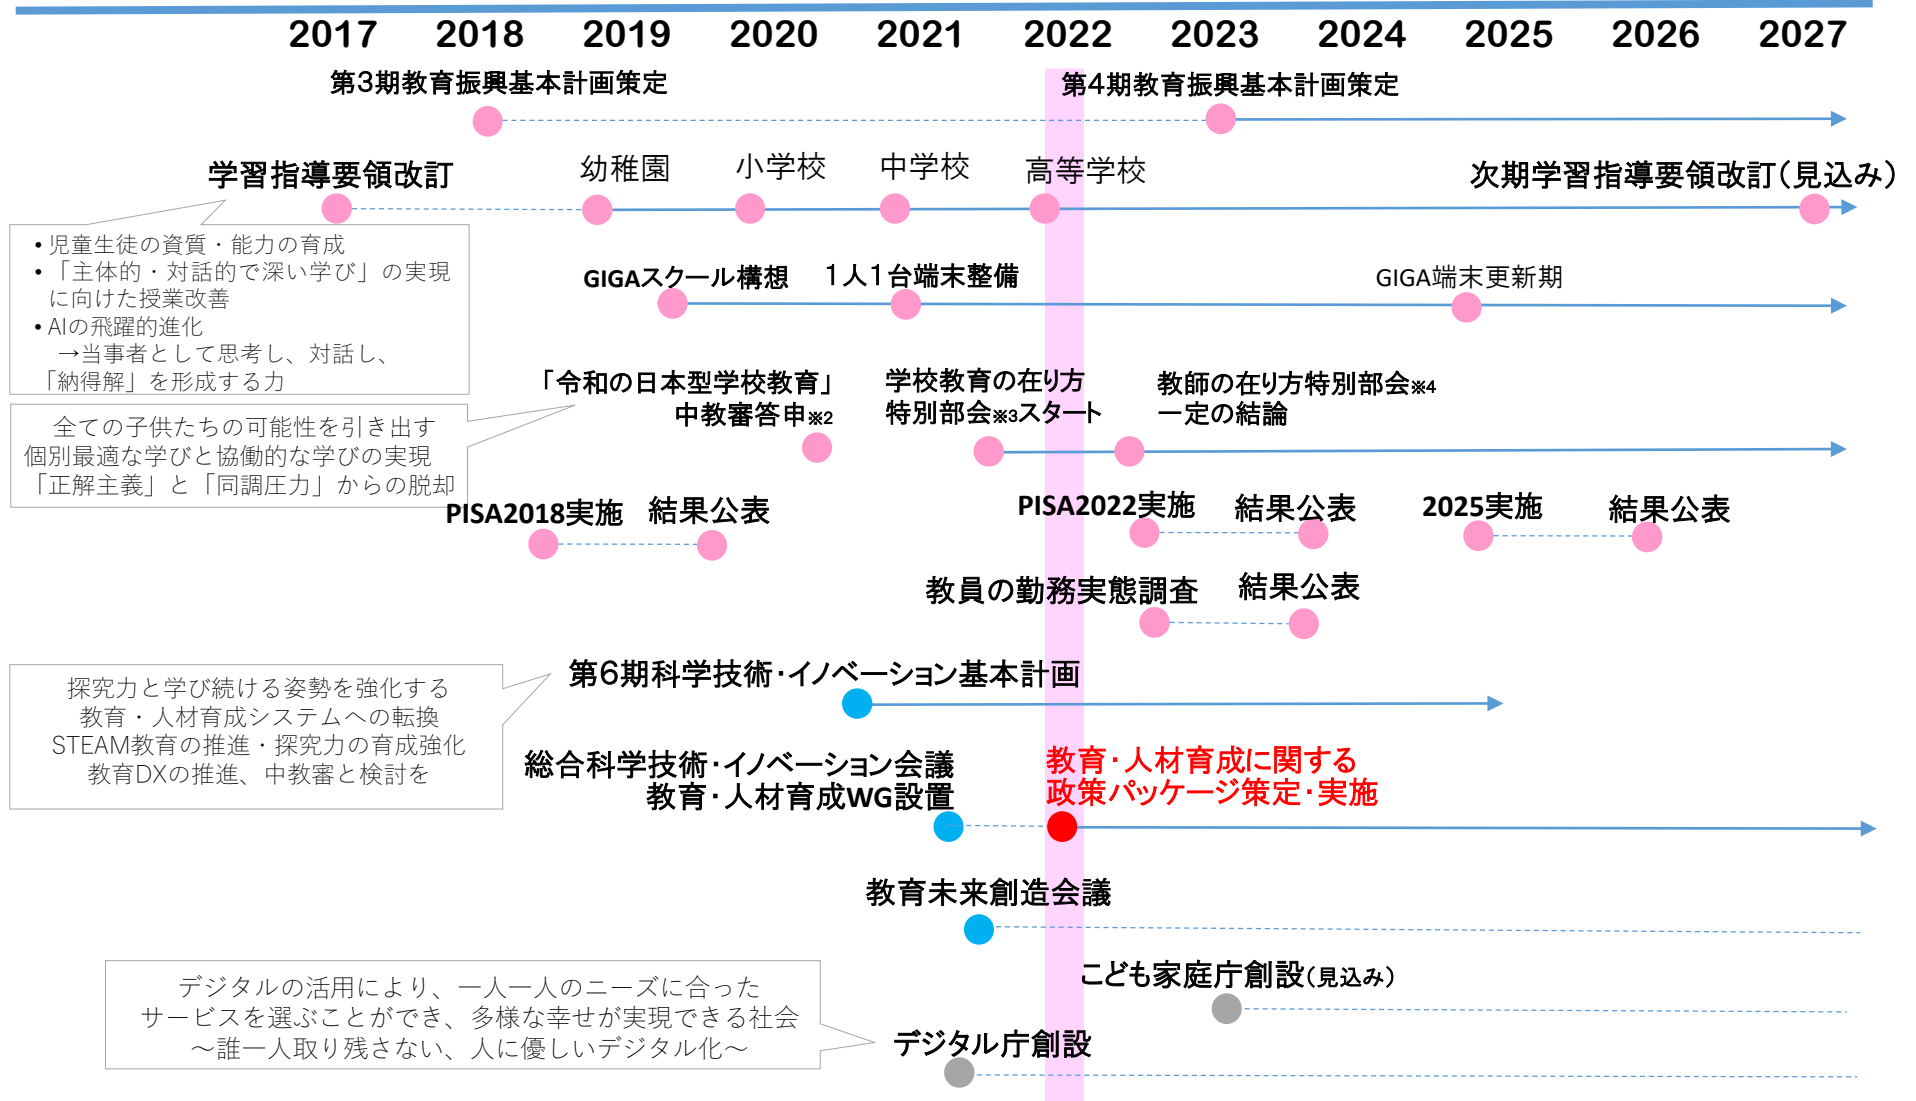 2017 2018 2019 2020 2021 2022 2023 2024 2025 2026 2027
第3期教育振興基本計画策定
第4期教育振興基本計画策定
学習指導要領改訂
幼稚園
小学校
中学校
高等学校
次期学習指導要領改訂(見込み)
• 児童生徒の資質・能力の育成
• 「主体的・対話的で深い学び」の実現
に向けた授業改善
• AIの飛躍的進化
→当事者として思考し、対話し、
「納得解」を形成する力
GIGAスクール構想
1人1台端末整備
GIGA端末更新期
「令和の日本型学校教育」
中教審答申※2
学校教育の在り方
特別部会※3スタート
教師の在り方特別部会※4
一定の結論
全ての子供たちの可能性を引き出す
個別最適な学びと協働的な学びの実現
「正解主義」と「同調圧力」からの脱却
PISA2018実施
結果公表
PISA2022実施
結果公表
2025実施
結果公表
教員の勤務実態調査
結果公表
第6期科学技術・イノベーション基本計画
探究力と学び続ける姿勢を強化する
教育・人材育成システムへの転換
STEAM教育の推進・探究力の育成強化
教育DXの推進、中教審と検討を
総合科学技術・イノベーション会議
教育・人材育成WG設置
教育・人材育成に関する
政策パッケージ策定・実施
教育未来創造会議
こども家庭庁創設(見込み)
デジタルの活用により、一人一人のニーズに合った
サービスを選ぶことができ、多様な幸せが実現できる社会
～誰一人取り残さない、人に優しいデジタル化～
デジタル庁創設